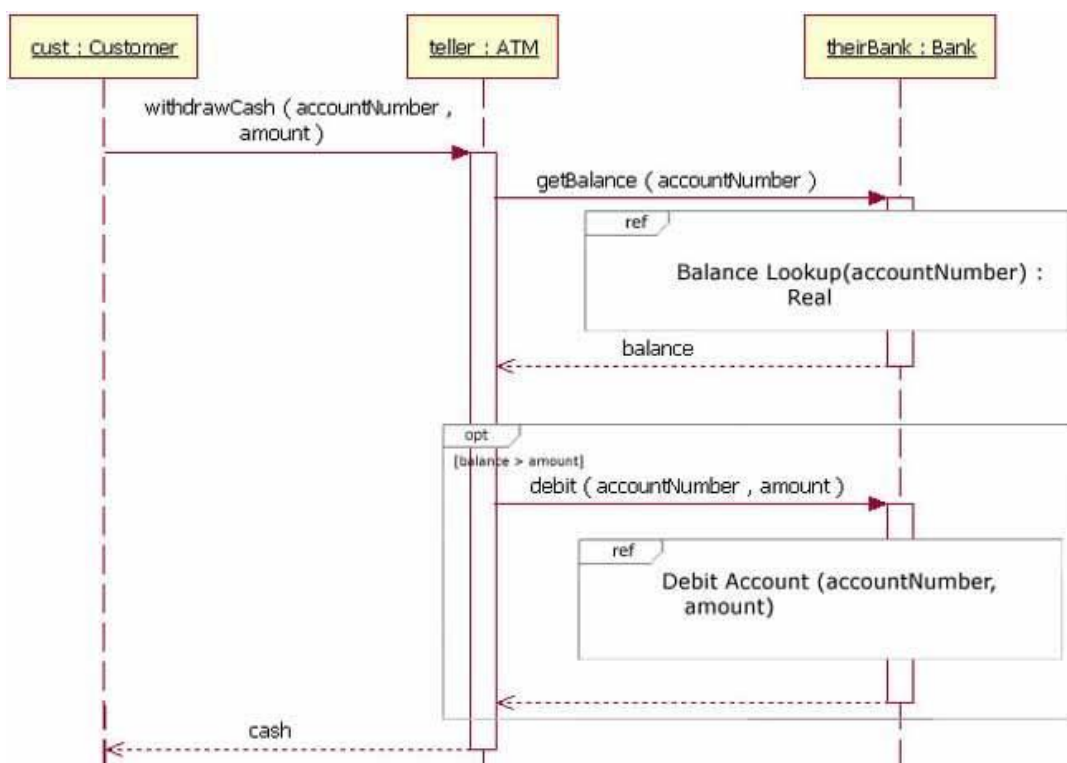 cust : Customer
teller : ATM
theirBank : Bank
withdrawCash ( accountNumber ,
amount )
getBalance ( accountNumber )
ref
Balance Lookup(accountNumber) :
Real
balance
opt
[balance > amount]
debit ( accountNumber , amount )
ref
Debit Account (accountNumber,
amount)
cash